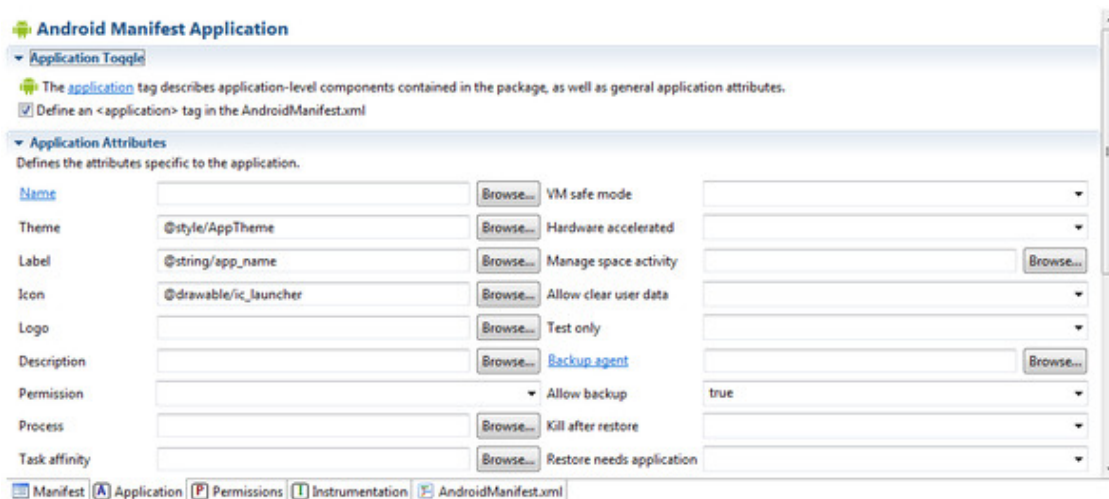 Android Manifest Application
Application Toggle
The application tag describes application-level components contained in the package, as well as general application attributes.
Define an <application> tag in the AndroidManifest.xml
Application Attributes
Defines the attributes specific to the application.
Name Browse... VM safe mode
Theme @style/AppTheme Browse... Hardware accelerated
Label @string/app_name Browse... Manage space activity Browse...
Icon @drawable/ic_launcher Browse... Allow clear user data
Logo Browse... Test only
Description Browse... Backup agent Browse...
Permission Allow backup true
Process Browse... Kill after restore
Task affinity Browse... Restore needs application
Manifest A Application P Permissions I Instrumentation AndroidManifest.xml